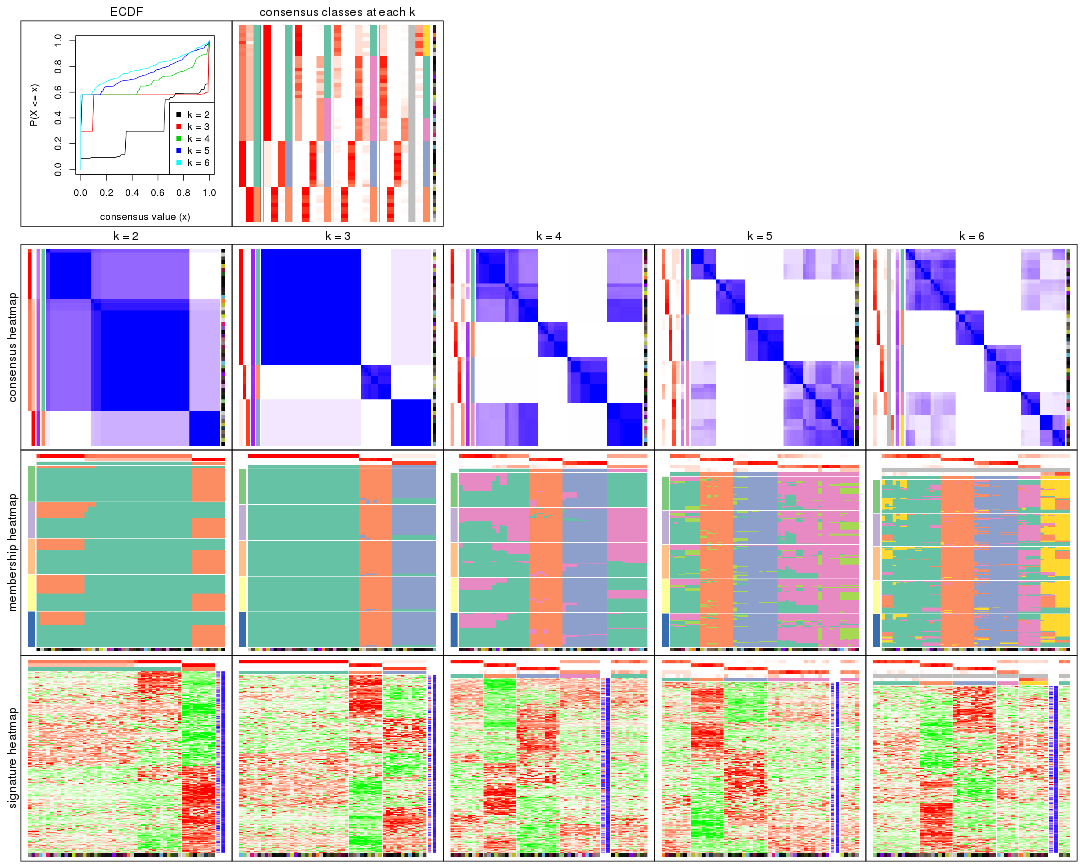 ECDF
consensus classes at each k
P(X <= x)
0.0 0.2 0.4 0.6 0.8 1.0
k = 2
k = 3
k = 4
k = 5
k = 6
0.0 0.2 0.4 0.6 0.8 1.0
consensus value (x)
k = 2
k = 3
k = 4
k = 5
k = 6
consensus heatmap
membership heatmap
signature heatmap